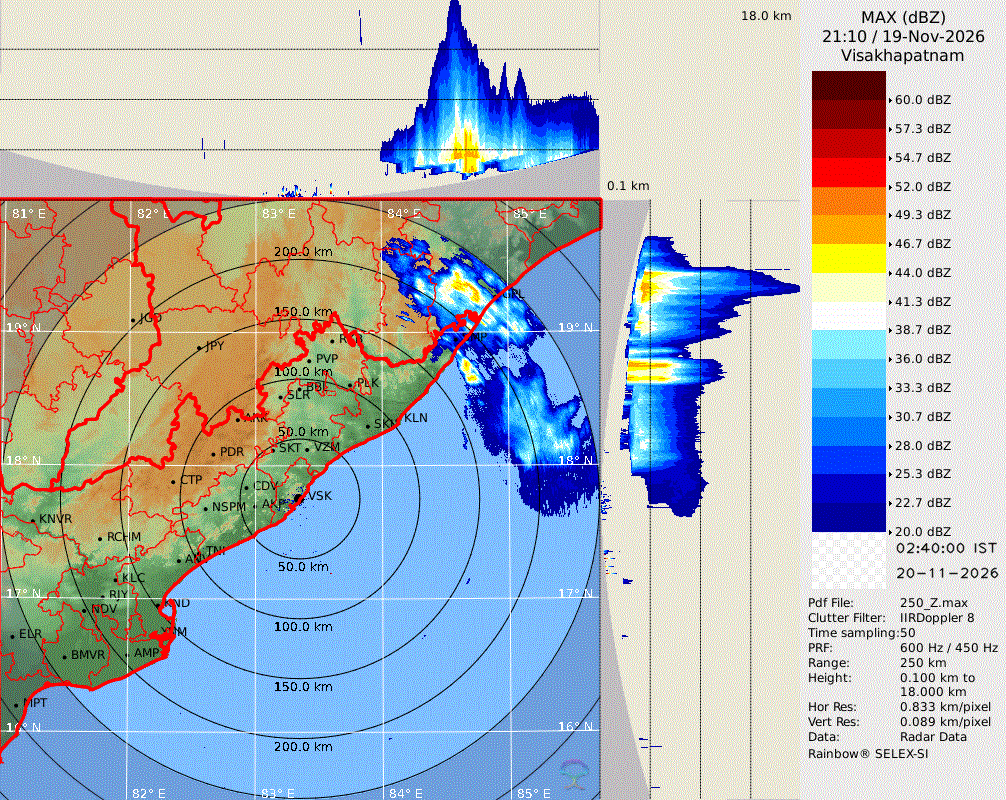 18.0 km
0.1 km
MAX (dBZ)
21:10 / 19-Nov-2026
Visakhapatnam
60.0 dBZ
57.3 dBZ
54.7 dBZ
52.0 dBZ
49.3 dBZ
46.7 dBZ
44.0 dBZ
41.3 dBZ
38.7 dBZ
36.0 dBZ
33.3 dBZ
30.7 dBZ
28.0 dBZ
25.3 dBZ
22.7 dBZ
20.0 dBZ
02:40:00 IST
20-11-2026
Pdf File: 250_Z.max
Clutter Filter: IIRDoppler 8
Time sampling:50
PRF: 600 Hz / 450 Hz
Range: 250 km
Height: 0.100 km to
18.000 km
Hor Res: 0.833 km/pixel
Vert Res: 0.089 km/pixel
Data: Radar Data
Rainbow® SELEX-SI
81° E 82° E 83° E 84° E 85° E
200.0 km
150.0 km
JGD
19° N 19° N
JPY
PVP
100.0 km
PLK
BBL
SLR
KLN
50.0 km
SKT VZM
PDR
18° N 18° N
CTP
CDV
VSK
NSPM AKP
KNVR
RCHM
TNI
50.0 km
KLC
RJY
17° N 17° N
NDV KND
100.0 km
ELR
BMVR AMP
150.0 km
MPT
16° N 16° N
200.0 km
82° E 83° E 84° E 85° E